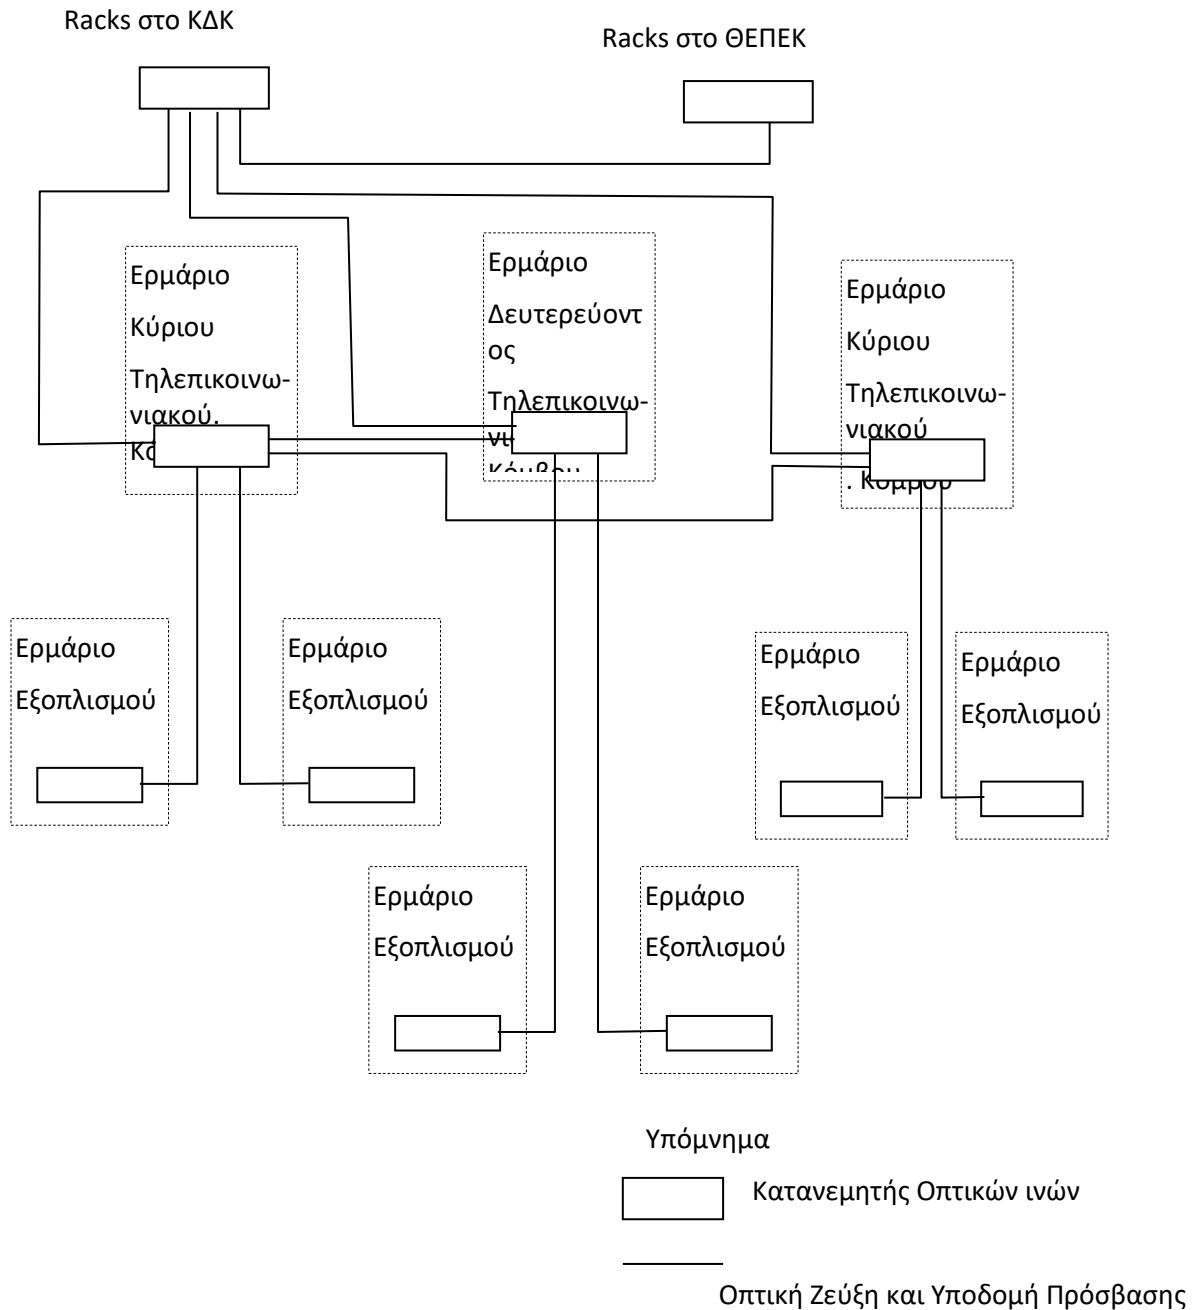 Racks στο ΚΔΚ
Racks στο ΘΕΠΕΚ
Ερμάριο
Κύριου
Τηλεπικοινω-
νιακού.
Ερμάριο
Δευτερεύοντ
ος
Τηλεπικοινω-
Κόμβου
Ερμάριο
Κύριου
Τηλεπικοινω-
νιακού
. Κόμβου
Ερμάριο
Εξοπλισμού
Ερμάριο
Εξοπλισμού
Ερμάριο
Εξοπλισμού
Ερμάριο
Εξοπλισμού
Ερμάριο
Εξοπλισμού
Ερμάριο
Εξοπλισμού
Υπόμνημα
Κατανεμητής Οπτικών ινών
Οπτική Ζεύξη και Υποδομή Πρόσβασης